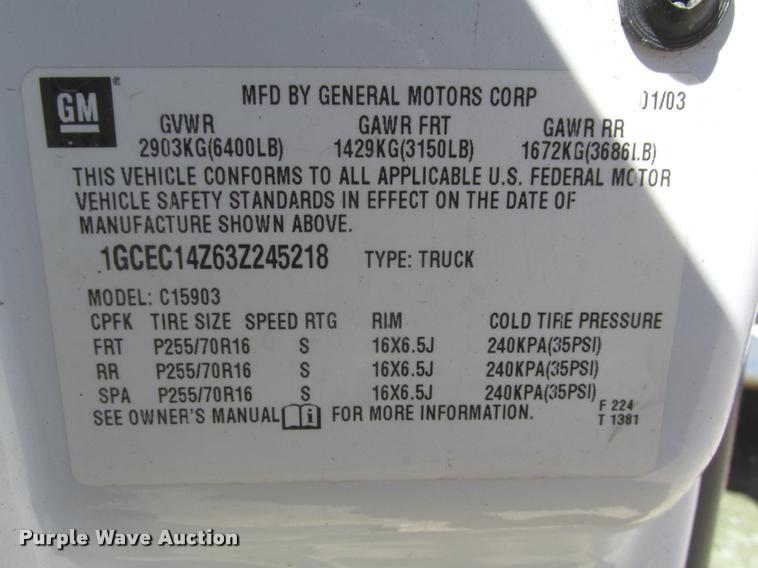 GM ® MFD BY GENERAL MOTORS CORP 01/03
GVWR GAWR FRT GAWR RR
2903KG(6400LB) 1429KG(3150LB) 1672KG(3686LB)
THIS VEHICLE CONFORMS TO ALL APPLICABLE U.S. FEDERAL MOTOR
VEHICLE SAFETY STANDARDS IN EFFECT ON THE DATE OF
MANUFACTURE SHOWN ABOVE.
1GCEC14Z63Z245218 TYPE: TRUCK
MODEL: C15903
CPFK TIRE SIZE SPEED RTG RIM COLD TIRE PRESSURE
FRT P255/70R16 S 16X6.5J 240KPA(35PSI)
RR P255/70R16 S 16X6.5J 240KPA(35PSI)
SPA P255/70R16 S 16X6.5J 240KPA(35PSI)
SEE OWNER'S MANUAL i FOR MORE INFORMATION.
F 224
T 1381
Purple Wave Auction